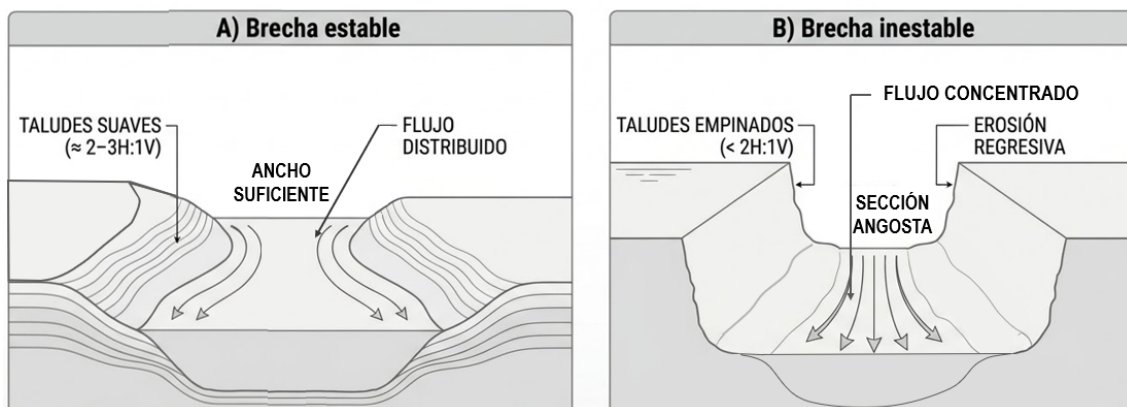 A) Brecha estable
TALUDES SUAVES
(≈ 2–3H:1V)
ANCHO
SUFICIENTE
FLUJO
DISTRIBUIDO
B) Brecha inestable
FLUJO CONCENTRADO
TALUDES EMPINADOS
(< 2H:1V)
EROSIÓN
REGRESIVA
SECCIÓN
ANGOSTA